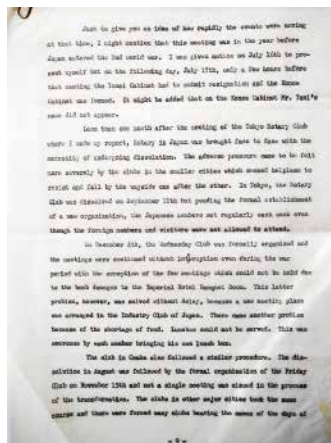 Just to give you an idea of how rapidly the events were moving
at that time, I might mention that this meeting was in the year before
Japan entered the 2nd world war. I was given notice on July 16th to pre-
sent myself but on the following day, July 17th, only a few hours before
that meeting the Yonai Cabinet had to submit resignation and the Konoe
Cabinet was formed. It might be added that on the Konoe Cabinet Mr.
name did not appear.
Less than one month after the meeting of the Tokyo Rotary Club
where I made my report, Rotary in Japan was brought face to face with the
necessity of undergoing dissolution. The adverse pressure came to be felt
more severely by the clubs in the smaller cities which seemed helpless to
resist and fell by the wayside one after the other. In Tokyo, the Rotary
Club was dissolved on September 11th but pending the formal establishment
of a new organization, the Japanese members met regularly each week even
though the foreign members and visitors were not allowed to attend.
On December 4th, the Wednesday Club was formally organized and
the meetings were continued without interruption even during the war
period with the exception of the few meetings which could not be held due
to the bomb damages to the Imperial Hotel Banquet Room. This latter
problem, however, was solved without delay, because a new meeting place
was arranged in the Industry Club of Japan. There came another problem
because of the shortage of food. Lunches could not be served. This was
overcome by each member bringing his own lunch box.
The club in Osaka also followed a similar procedure. The dis-
solution in August was followed by the formal organization of the Friday
Club on November 15th and not a single meeting was missed in the process
of the transformation. The clubs in other major cities took the same
course and there were formed many clubs bearing the names of the days of